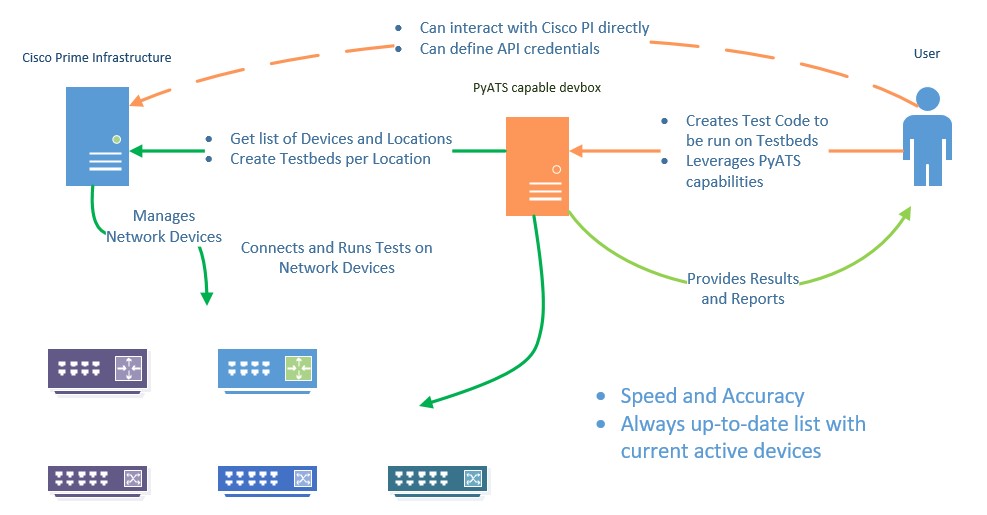 • Can interact with Cisco PI directly
• Can define API credentials
Cisco Prime Infrastructure
User
PyATS capable devbox
• Get list of Devices and Locations
• Create Testbeds per Location
• Creates Test Code to
be run on Testbeds
• Leverages PyATS
capabilities
Manages
Network Devices
Connects and Runs Tests on
Network Devices
Provides Results
and Reports
• Speed and Accuracy
• Always up-to-date list with
current active devices